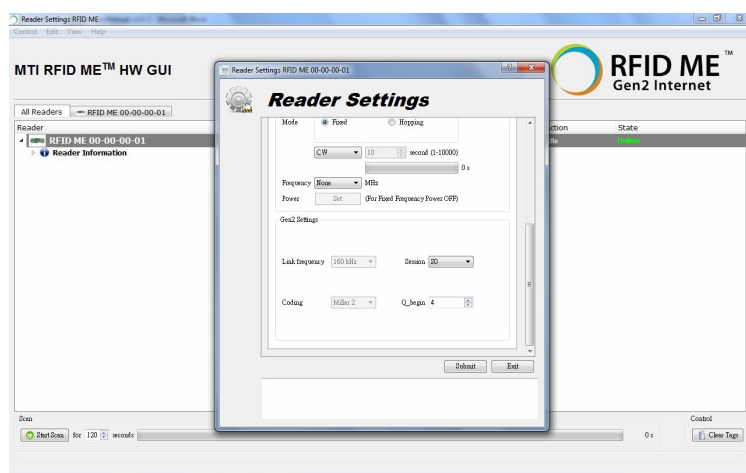 Reader Settings RFID ME
Control Edit View Help
MTI RFID ME™ HW GUI
RFID ME™
Gen2 Internet
All Readers RFID ME 00-00-00-01
Reader ction State
RFID ME 00-00-00-01 Online
Reader Information
Reader Settings RFID ME 00-00-00-01
Reader Settings
Mode Fixed Hopping
CW 10 second (1-10000)
0 s
Frequency None MHz
Power Set (For Fixed Frequency Power OFF)
Gen2 Settings
Link frequency 160 kHz Session S0
Coding Miller 2 Q_begin 4
Submit Exit
Scan Control
Start Scan for 120 seconds 0 s Clear Tags